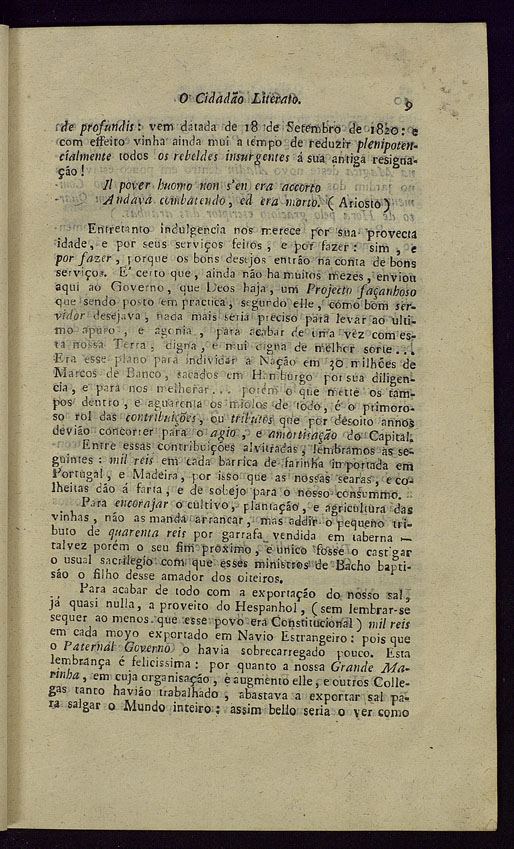 O Cidadão Literato. 9
de profundis: vem datada de 18 de Setembro de 1820: e
com effeito vinha ainda mui a tempo de reduzir plenipoten-
cialmente todos os rebeldes insurgentes á sua antiga resigna-
ção!
Il pover huomo non s'en era accorto
Andava combatendo, ed era morto. (Ariosto)
Entretanto indulgencia nos merece por sua provecta
idade, e por seus serviços feitos, e por fazer: sim, e
por fazer, porque os bons desejos entrão na conta de bons
serviços. E' certo que, ainda não ha muitos mezes, enviou
aqui ao Governo, que Deos haja, um Projecto façanhoso
que sendo posto em practica, segundo elle, como bom ser-
vidor desejava, nada mais seria preciso para levar ao ulti-
mo apuro, e agonia, para acabar de uma vez com es-
ta nossa Terra, digna, e mui digna de melhor sorte...
Era esse plano para individar a Nação em 30 milhões de
Marcos de Banco, sacados em Hamburgo por sua diligen-
cia, e para nos melhorar... porém o que mette os tam-
pos dentro, e aguarenta os miolos de todo, é o primoro-
so rol das contribuições, ou tributos que por desoito annos
devião concorrer para o agio, e amortisação do Capital.
Entre essas contribuições alvitradas, lembramos as se-
guintes: mil reis em cada barrica de farinha importada em
Portugal, e Madeira, por isso que as nossas searas, e co-
lheitas dão á farta, e de sobejo para o nosso consummo.
Para encorajar o cultivo, plantação, e agricultura das
vinhas, não as manda arrancar, mas addir o pequeno tri-
buto de quarenta reis por garrafa vendida em taberna —
talvez porém o seu fim proximo, e unico fosse o castigar
o usual sacrilegio com que esses ministros de Bacho bapti-
são o filho desse amador dos oiteiros.
Para acabar de todo com a exportação do nosso sal,
já quasi nulla, a proveito do Hespanhol, (sem lembrar-se
sequer ao menos que esse povo era Constitucional) mil reis
em cada moyo exportado em Navio Estrangeiro: pois que
o Paternal Governo o havia sobrecarregado pouco. Esta
lembrança é felicissima: por quanto a nossa Grande Ma-
rinha, em cuja organisação, e augmento elle, e outros Colle-
gas tanto havião trabalhado, abastava a exportar sal pa-
ra salgar o Mundo inteiro: assim bello seria o ver como